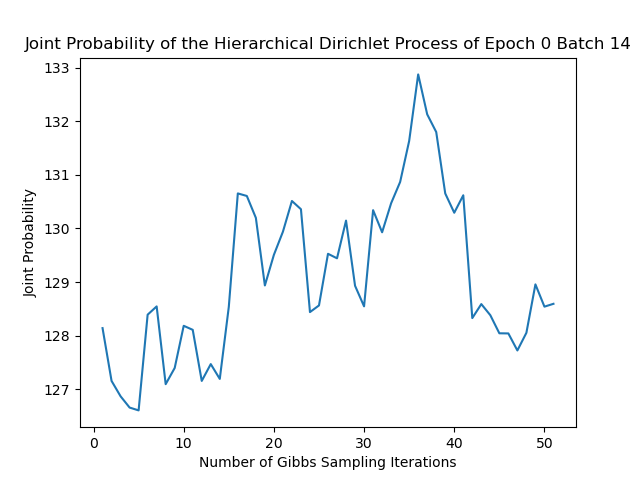 Joint Probability of the Hierarchical Dirichlet Process of Epoch 0 Batch 14
133
132
131
130
129
128
127
Joint Probability
0 10 20 30 40 50
Number of Gibbs Sampling Iterations